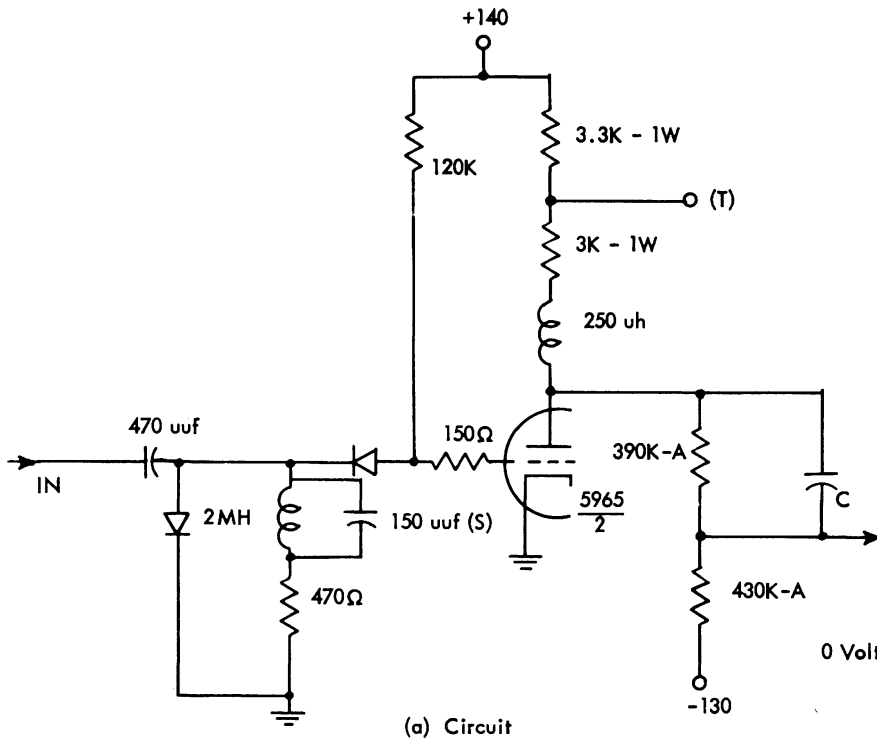 +140
3.3K - 1W
120K
(T)
3K - 1W
250 uh
470 uuf
150Ω
390K-A
IN
2MH
150 uuf (S)
5965
2
C
470Ω
430K-A
0 Volt
-130
(a) Circuit